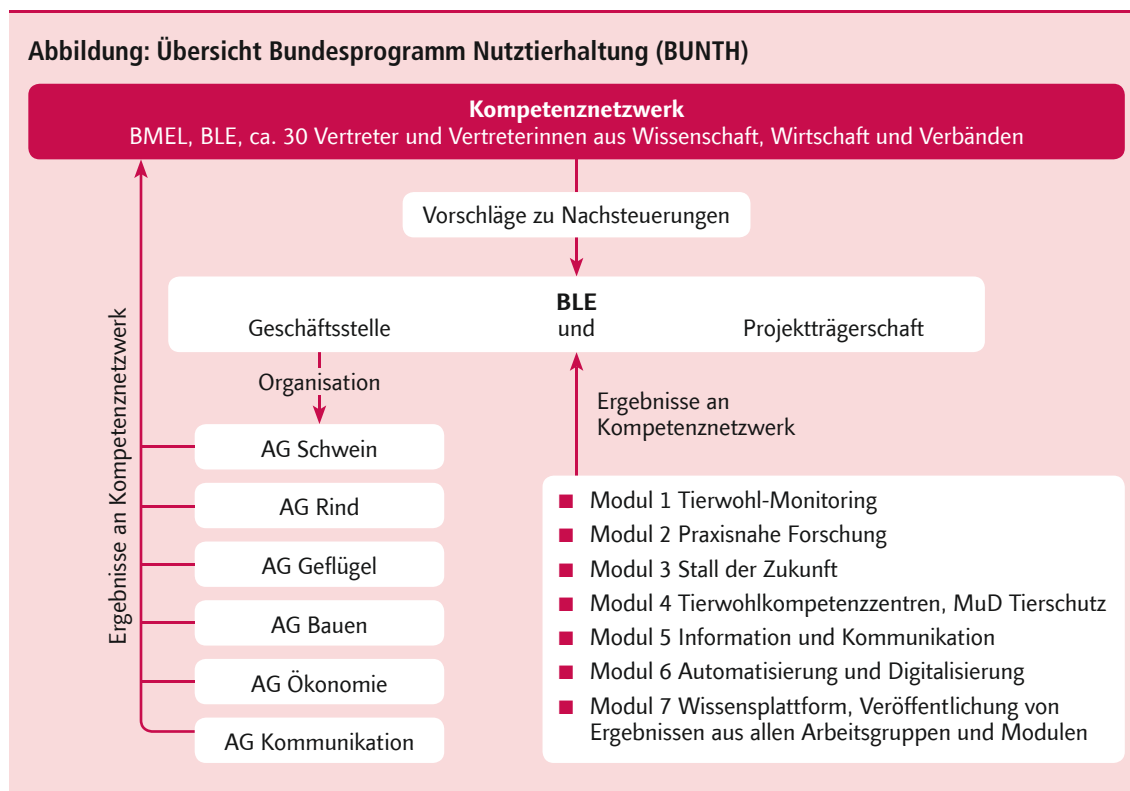 Abbildung: Übersicht Bundesprogramm Nutztierhaltung (BUNTH)
Kompetenznetzwerk
BMEL, BLE, ca. 30 Vertreter und Vertreterinnen aus Wissenschaft, Wirtschaft und Verbänden
Vorschläge zu Nachsteuerungen
BLE
Geschäftsstelle und Projektträgerschaft
Organisation
Ergebnisse an Kompetenznetzwerk
AG Schwein
AG Rind
AG Geflügel
AG Bauen
AG Ökonomie
AG Kommunikation
Ergebnisse an
Kompetenznetzwerk
■ Modul 1 Tierwohl-Monitoring
■ Modul 2 Praxisnahe Forschung
■ Modul 3 Stall der Zukunft
■ Modul 4 Tierwohlkompetenzzentren, MuD Tierschutz
■ Modul 5 Information und Kommunikation
■ Modul 6 Automatisierung und Digitalisierung
■ Modul 7 Wissensplattform, Veröffentlichung von
Ergebnissen aus allen Arbeitsgruppen und Modulen